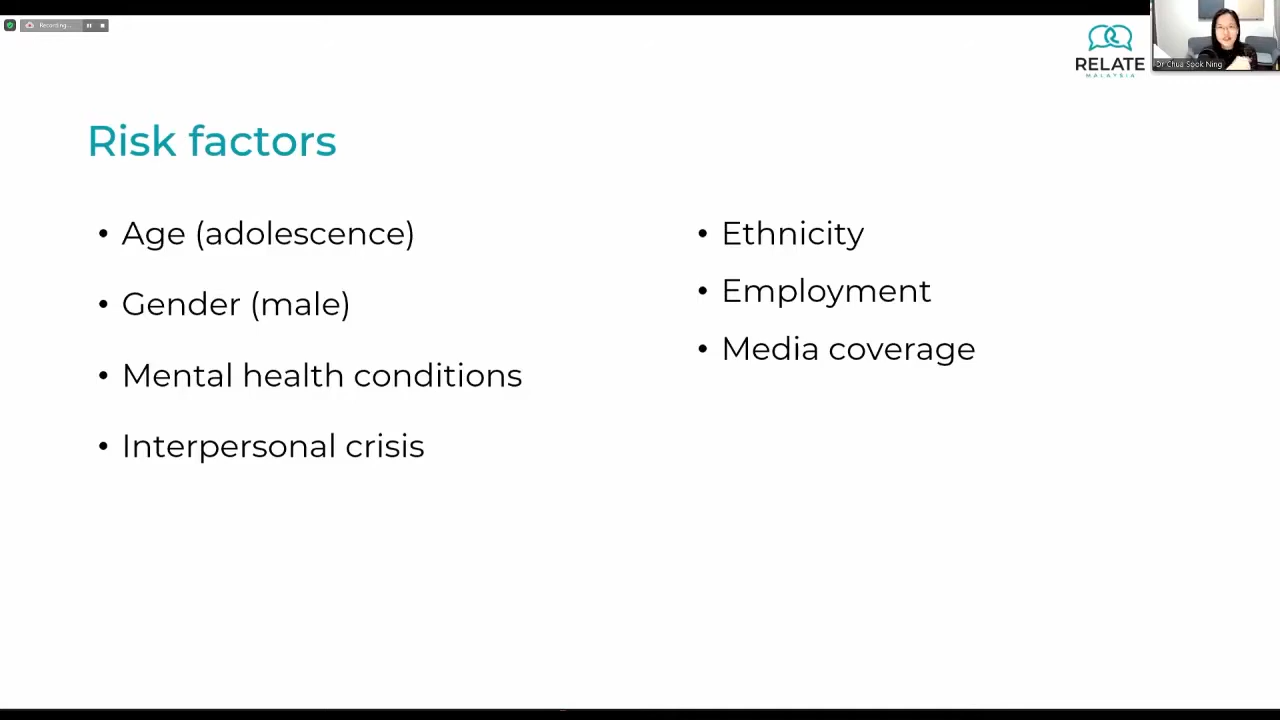 Recording...
RELATE
MALAYSIA
Dr Chua Sook Ning
Risk factors
• Age (adolescence)
• Gender (male)
• Mental health conditions
• Interpersonal crisis
• Ethnicity
• Employment
• Media coverage